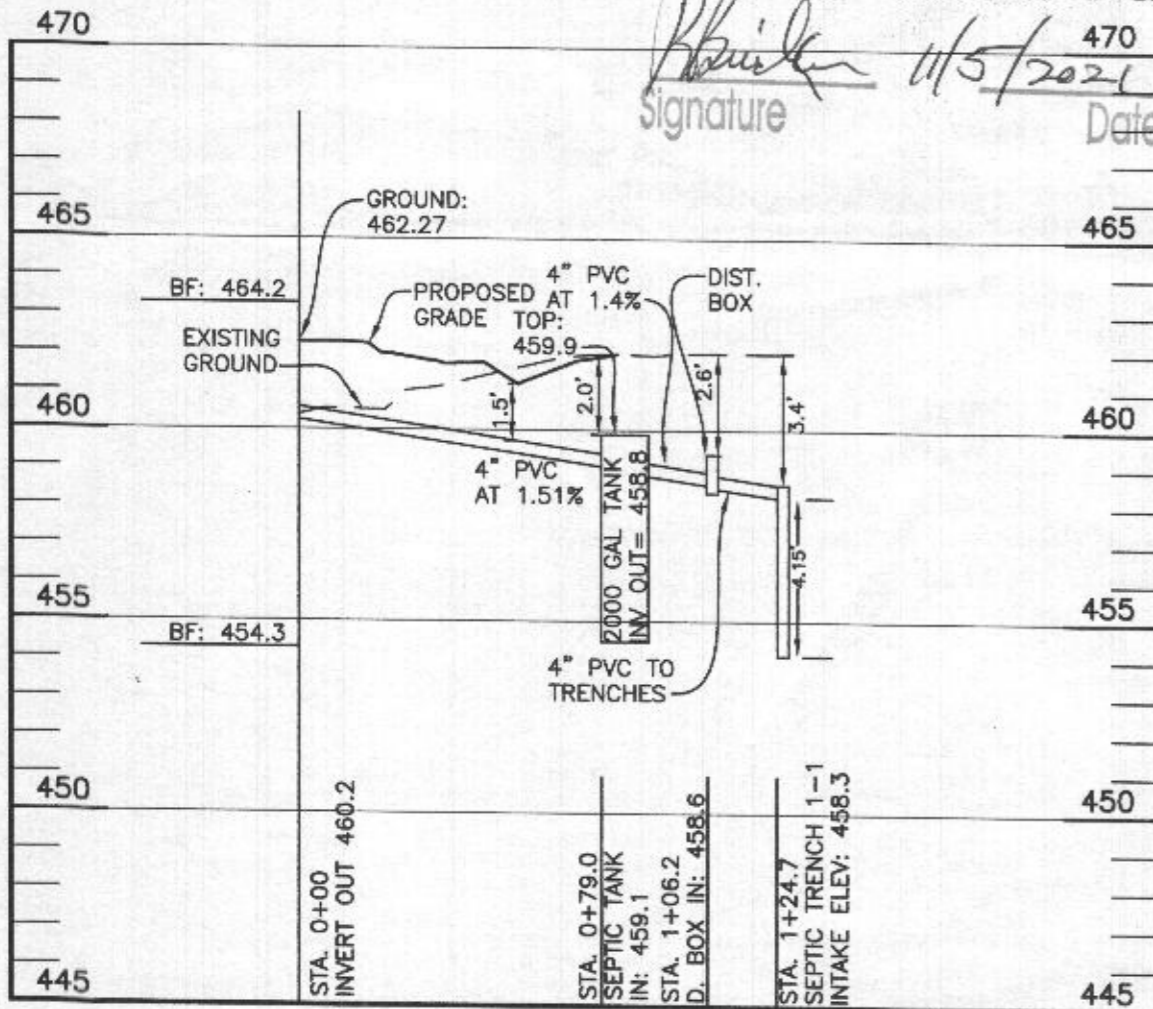 470
470
11/5/2021
Signature
Date
GROUND:
462.27
465
465
BF: 464.2
PROPOSED
GRADE
4" PVC
AT 1.4%
DIST.
BOX
TOP:
459.9
EXISTING
GROUND
460
460
1.5'
2.0'
2.6'
3.4'
4" PVC
AT 1.51%
2000 GAL TANK
INV OUT= 458.8
4.15'
455
455
BF: 454.3
4" PVC TO
TRENCHES
450
450
STA. 0+00
INVERT OUT 460.2
STA. 0+79.0
SEPTIC TANK
IN: 459.1
STA. 1+06.2
D. BOX IN: 458.6
STA. 1+24.7
SEPTIC TRENCH 1-1
INTAKE ELEV: 458.3
445
445